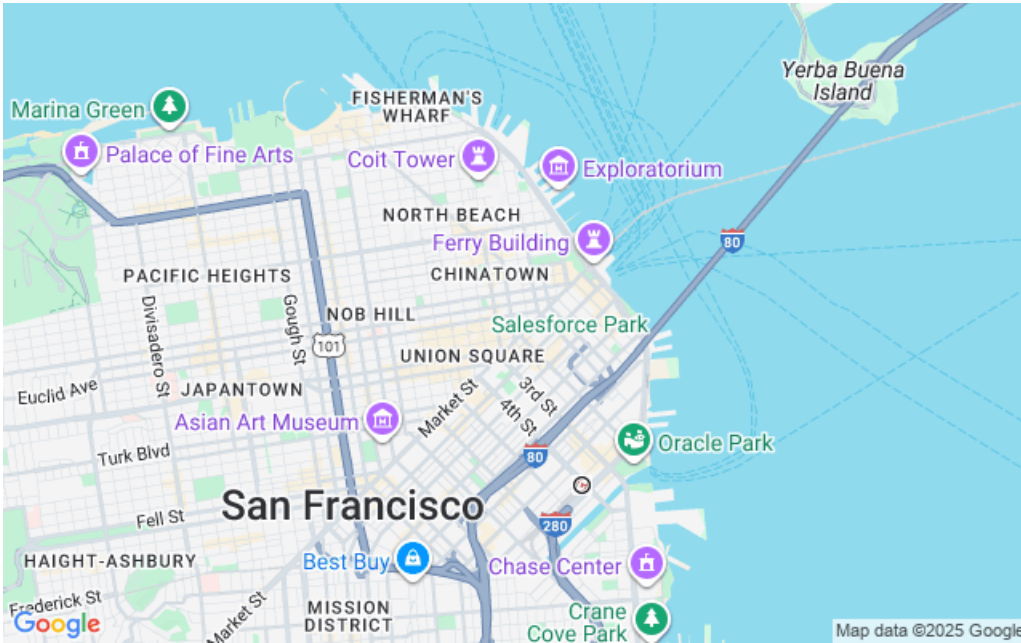 Yerba Buena
Island
FISHERMAN'S
WHARF
Marina Green
Palace of Fine Arts
Coit Tower
Exploratorium
NORTH BEACH
Ferry Building
80
CHINATOWN
PACIFIC HEIGHTS
Divisadero St
Gough St
NOB HILL
Salesforce Park
101
UNION SQUARE
Euclid Ave
JAPANTOWN
Market St
3rd St
4th St
Asian Art Museum
Oracle Park
Turk Blvd
80
San Francisco
Fell St
280
HAIGHT-ASHBURY
Best Buy
Chase Center
Frederick St
Market St
MISSION
DISTRICT
Crane
Cove Park
Google
Map data ©2025 Google